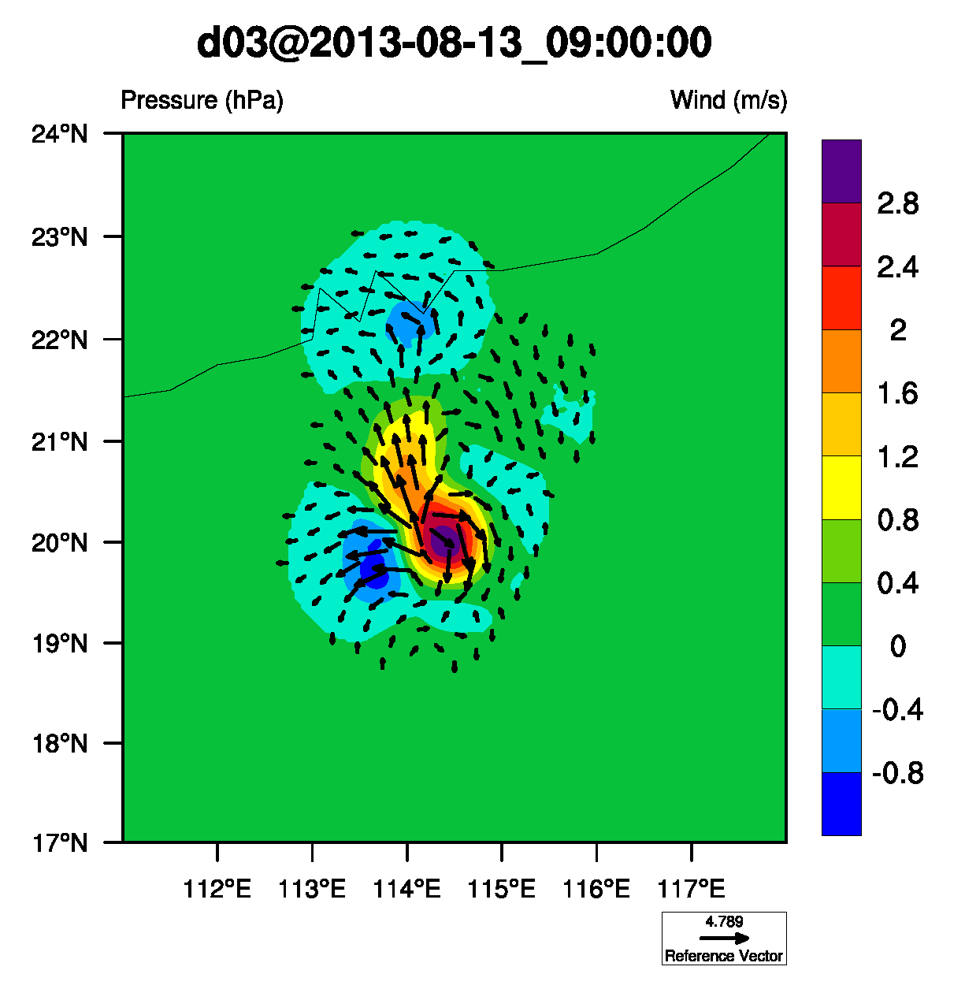 d03@2013-08-13_09:00:00
Pressure (hPa) Wind (m/s)
24°N
23°N
22°N
21°N
20°N
19°N
18°N
17°N
112°E 113°E 114°E 115°E 116°E 117°E
2.8
2.4
2
1.6
1.2
0.8
0.4
0
-0.4
-0.8
4.789
Reference Vector